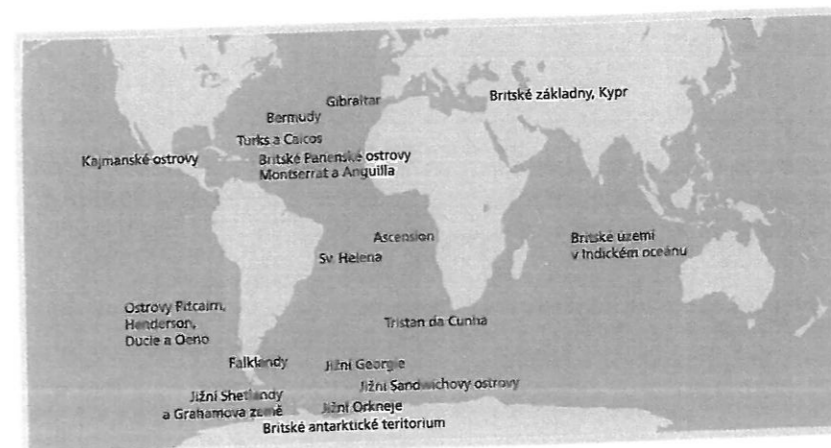 Gibraltar
Britské základny, Kypr
Bermudy
Turks a Caicos
Kajmanské ostrovy
Britské Panenské ostrovy
Montserrat a Anguilla
Ascension
Britské území
v Indickém oceánu
Sv. Helena
Ostrovy Pitcairn,
Henderson,
Ducie a Oeno
Tristan da Cunha
Falklandy
Jižní Georgie
Jižní Sandwichovy ostrovy
Jižní Shetlandy
a Grahamova země
Jižní Orkneje
Britské antarktické teritorium